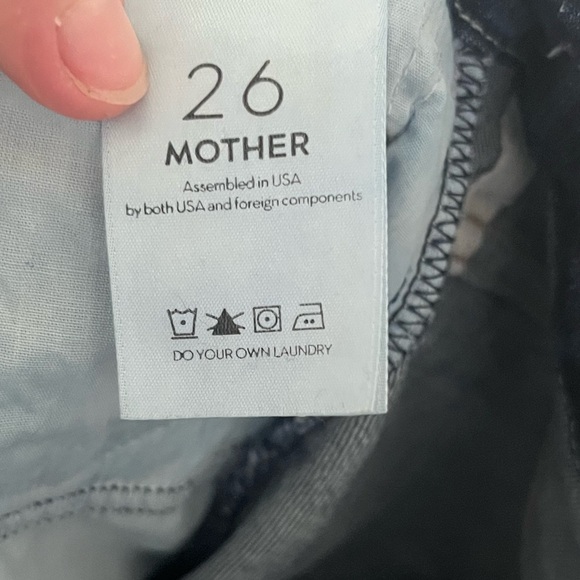 26
MOTHER
Assembled in USA
by both USA and foreign components
DO YOUR OWN LAUNDRY